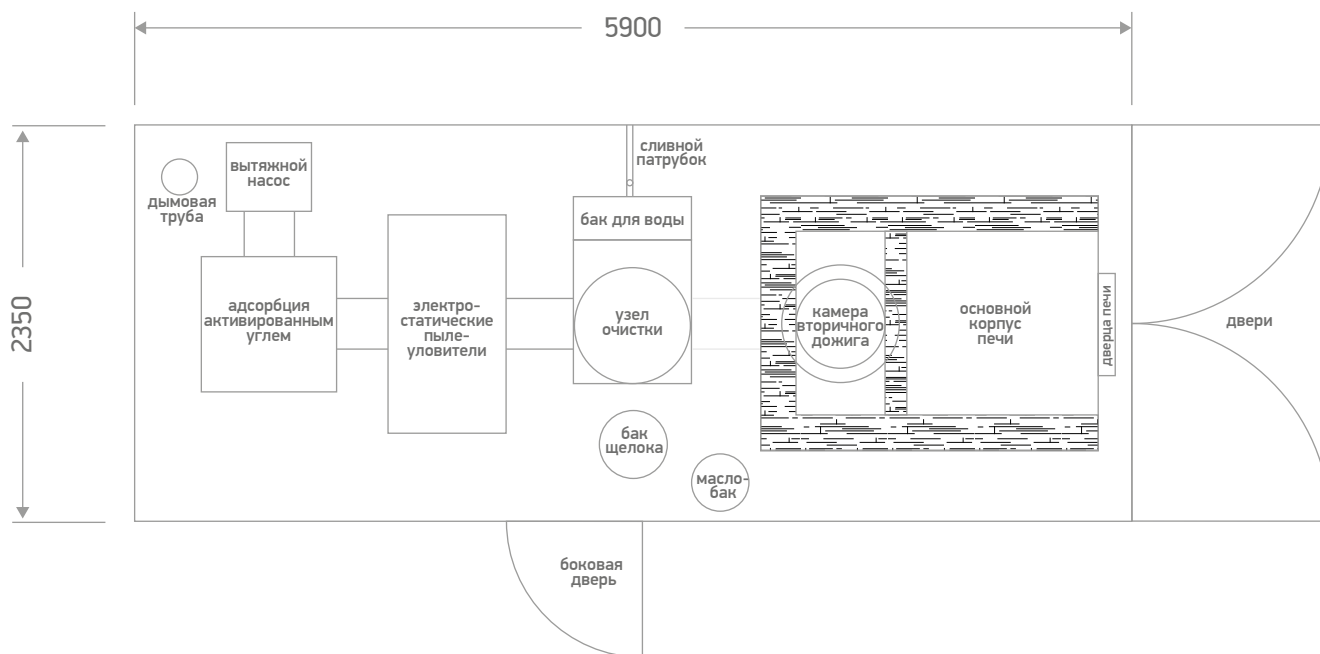 5900
2350
сливной
патрубок
вытяжной
насос
дымовая
труба
бак для воды
адсорбция
активированным
углем
электро-
статические
пыле-
уловители
узел
очистки
камера
вторичного
дожига
основной
корпус
печи
дверца печи
двери
бак
щелока
масло-
бак
боковая
дверь